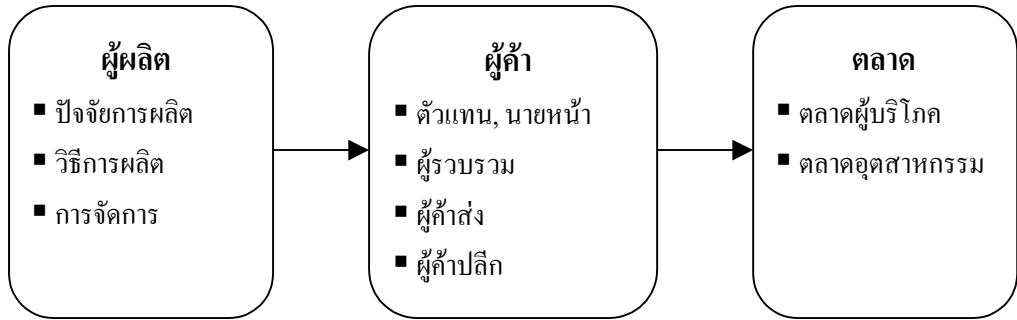 ผู้ผลิต
▪ ปัจจัยการผลิต
▪ วิธีการผลิต
▪ การจัดการ
ผู้ค้า
▪ ตัวแทน, นายหน้า
▪ ผู้รวบรวม
▪ ผู้ค้าส่ง
▪ ผู้ค้าปลีก
ตลาด
▪ ตลาดผู้บริโภค
▪ ตลาดอุตสาหกรรม